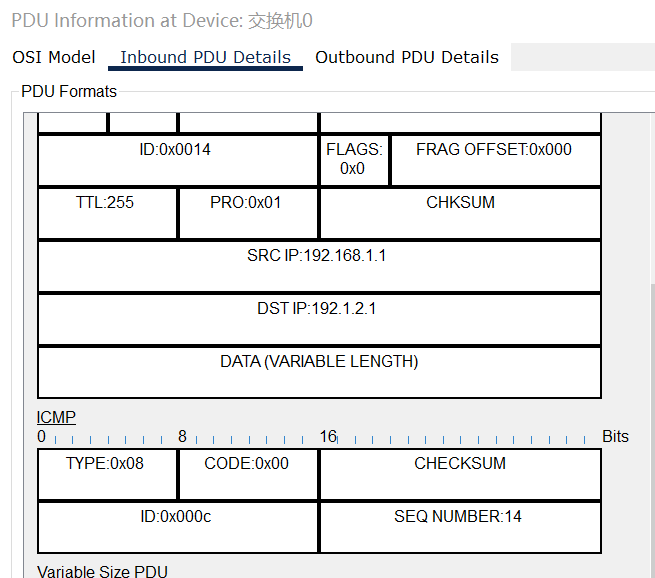 PDU Information at Device: 交换机0
OSI Model Inbound PDU Details Outbound PDU Details
PDU Formats
ID:0x0014 FLAGS: 0x0 FRAG OFFSET:0x000
TTL:255 PRO:0x01 CHKSUM
SRC IP:192.168.1.1
DST IP:192.1.2.1
DATA (VARIABLE LENGTH)
ICMP
0 8 16 Bits
TYPE:0x08 CODE:0x00 CHECKSUM
ID:0x000c SEQ NUMBER:14
Variable Size PDU